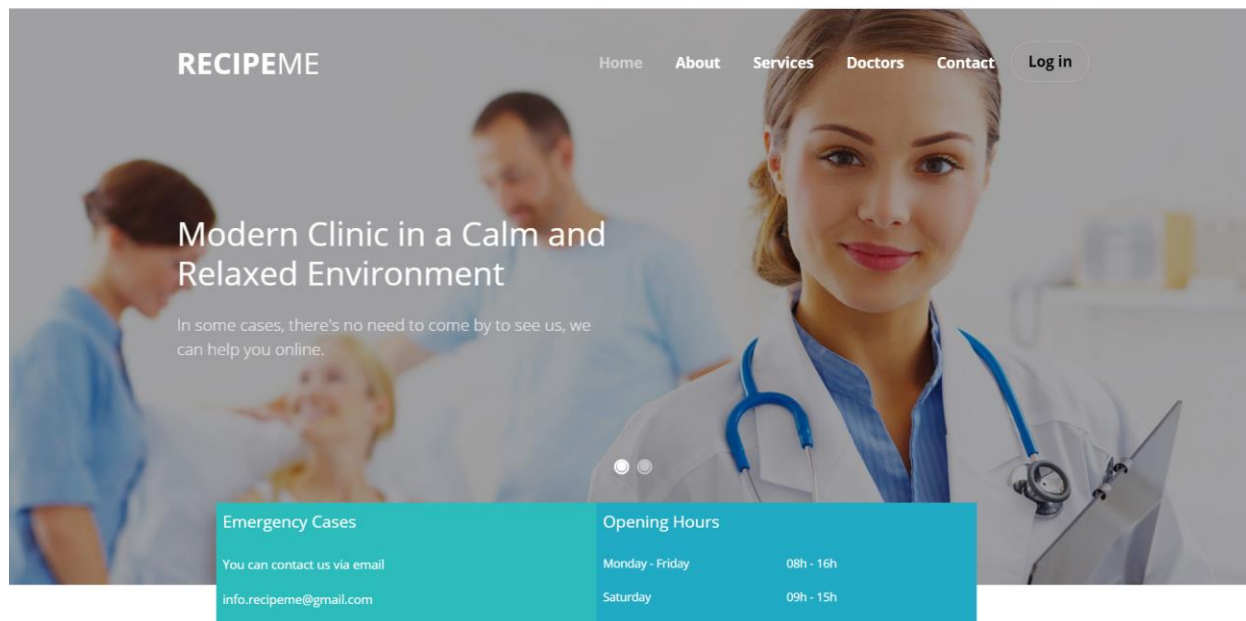 RECIPEME
Home About Services Doctors Contact Log in
Modern Clinic in a Calm and
Relaxed Environment
In some cases, there's no need to come by to see us, we
can help you online.
Emergency Cases
You can contact us via email
info.recipeme@gmail.com
Opening Hours
Monday - Friday 08h - 16h
Saturday 09h - 15h